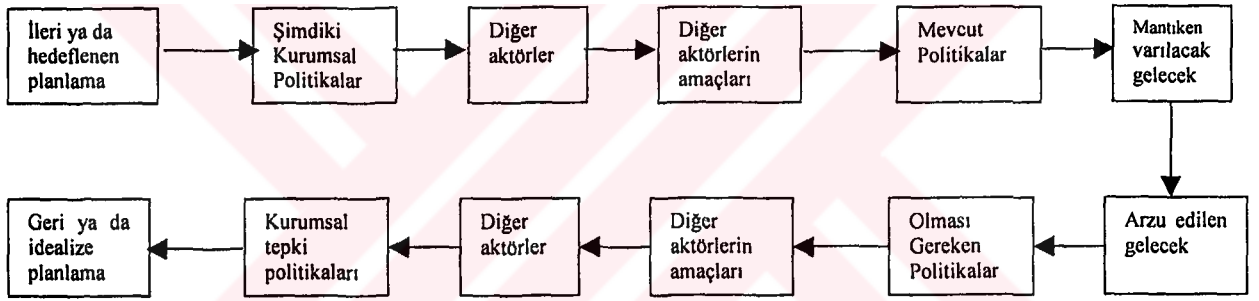 İleri ya da
hedeflenen
planlama
Şimdiki
Kurumsal
Politikalar
Diğer
aktörler
Diğer
aktörlerin
amaçları
Mevcut
Politikalar
Mantıken
varılacak
gelecek
Geri ya da
idealize
planlama
Kurumsal
tepki
politikaları
Diğer
aktörler
Diğer
aktörlerin
amaçları
Olması
Gereken
Politikalar
Arzu edilen
gelecek